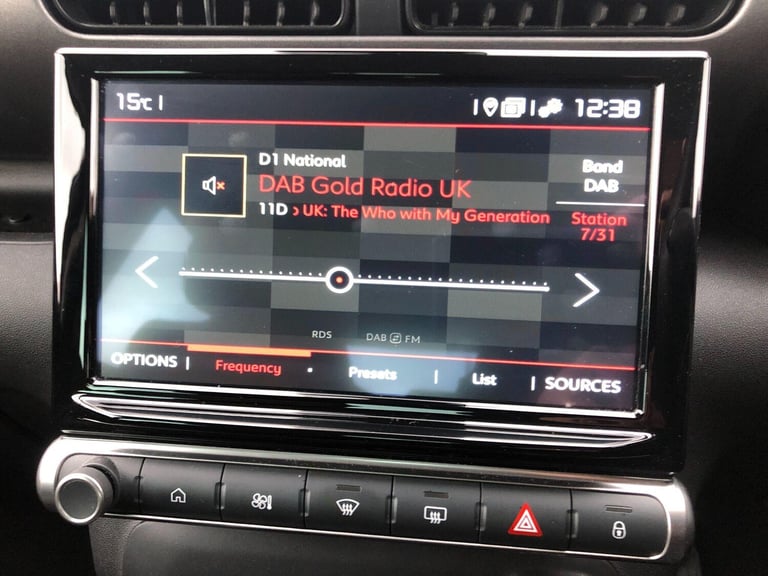 15°C
12:38
D1 National
DAB Gold Radio UK
11D › UK: The Who with My Generation
Band
DAB
Station
7/31
RDS
DAB FM
OPTIONS
Frequency
Presets
List
SOURCES